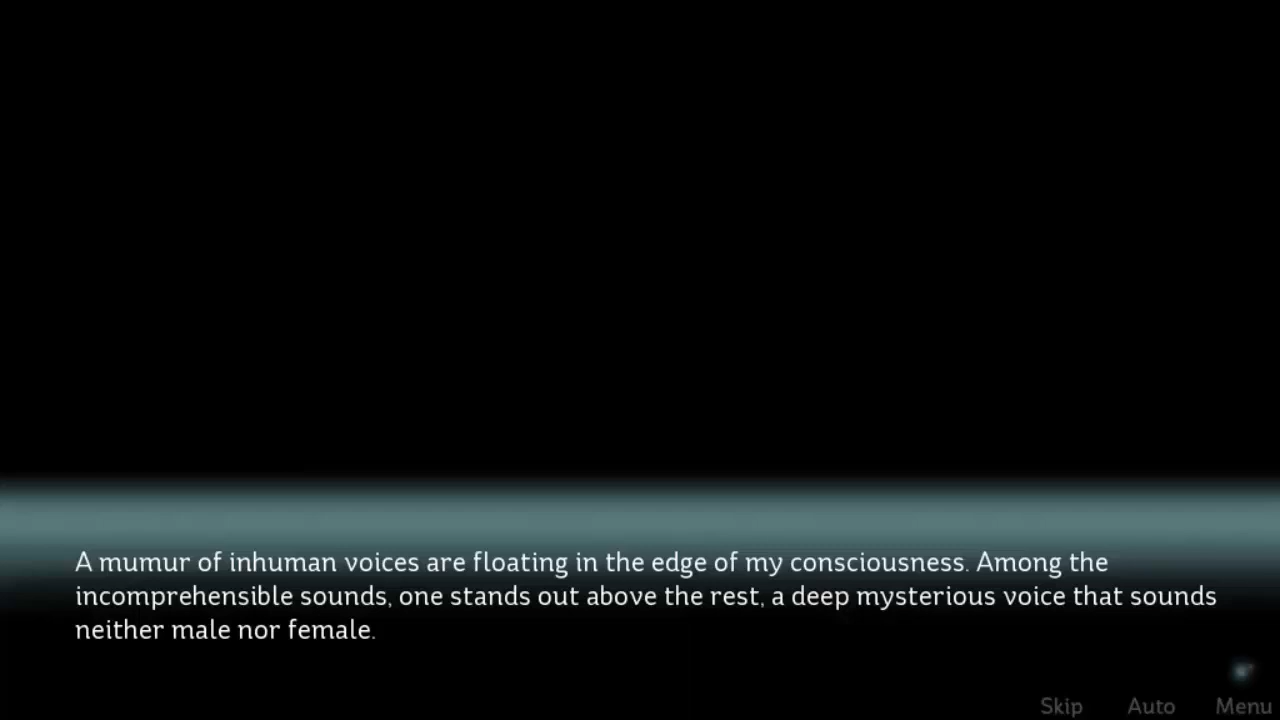 A mumur of inhuman voices are floating in the edge of my consciousness. Among the
incomprehensible sounds, one stands out above the rest, a deep mysterious voice that sounds
neither male nor female.
Skip Auto Menu